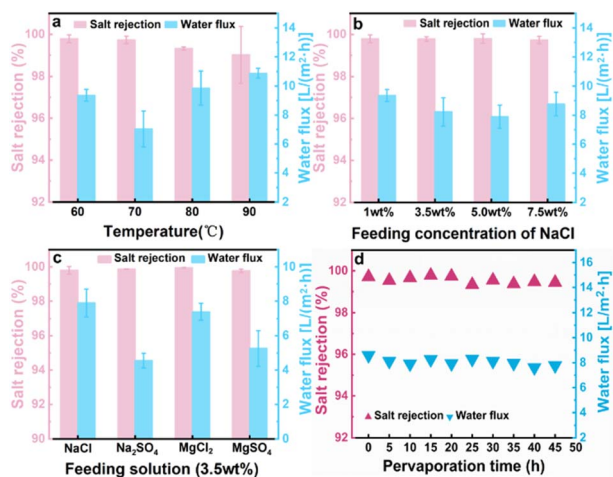 a
Salt rejection
Water flux
Salt rejection (%)
100
98
96
94
92
Water flux [L/(m²·h)]
14
12
10
8
6
4
2
60
70
80
90
Temperature(℃)
b
Salt rejection
Water flux
Salt rejection (%)
100
98
96
94
92
Water flux [L/(m²·h)]
14
12
10
8
6
4
2
1wt%
3.5wt%
5.0wt%
7.5wt%
Feeding concentration of NaCl
c
Salt rejection
Water flux
Salt rejection (%)
100
98
96
94
92
90
Water flux [L/(m²·h)]
10
8
6
4
2
0
NaCl
Na₂SO₄
MgCl₂
MgSO₄
Feeding solution (3.5wt%)
d
Salt rejection (%)
100
98
96
94
92
Water flux [L/m²·h)]
16
14
12
10
8
6
4
2
Salt rejection
Water flux
0
5
10
15
20
25
30
35
40
45
50
Pervaporation time (h)